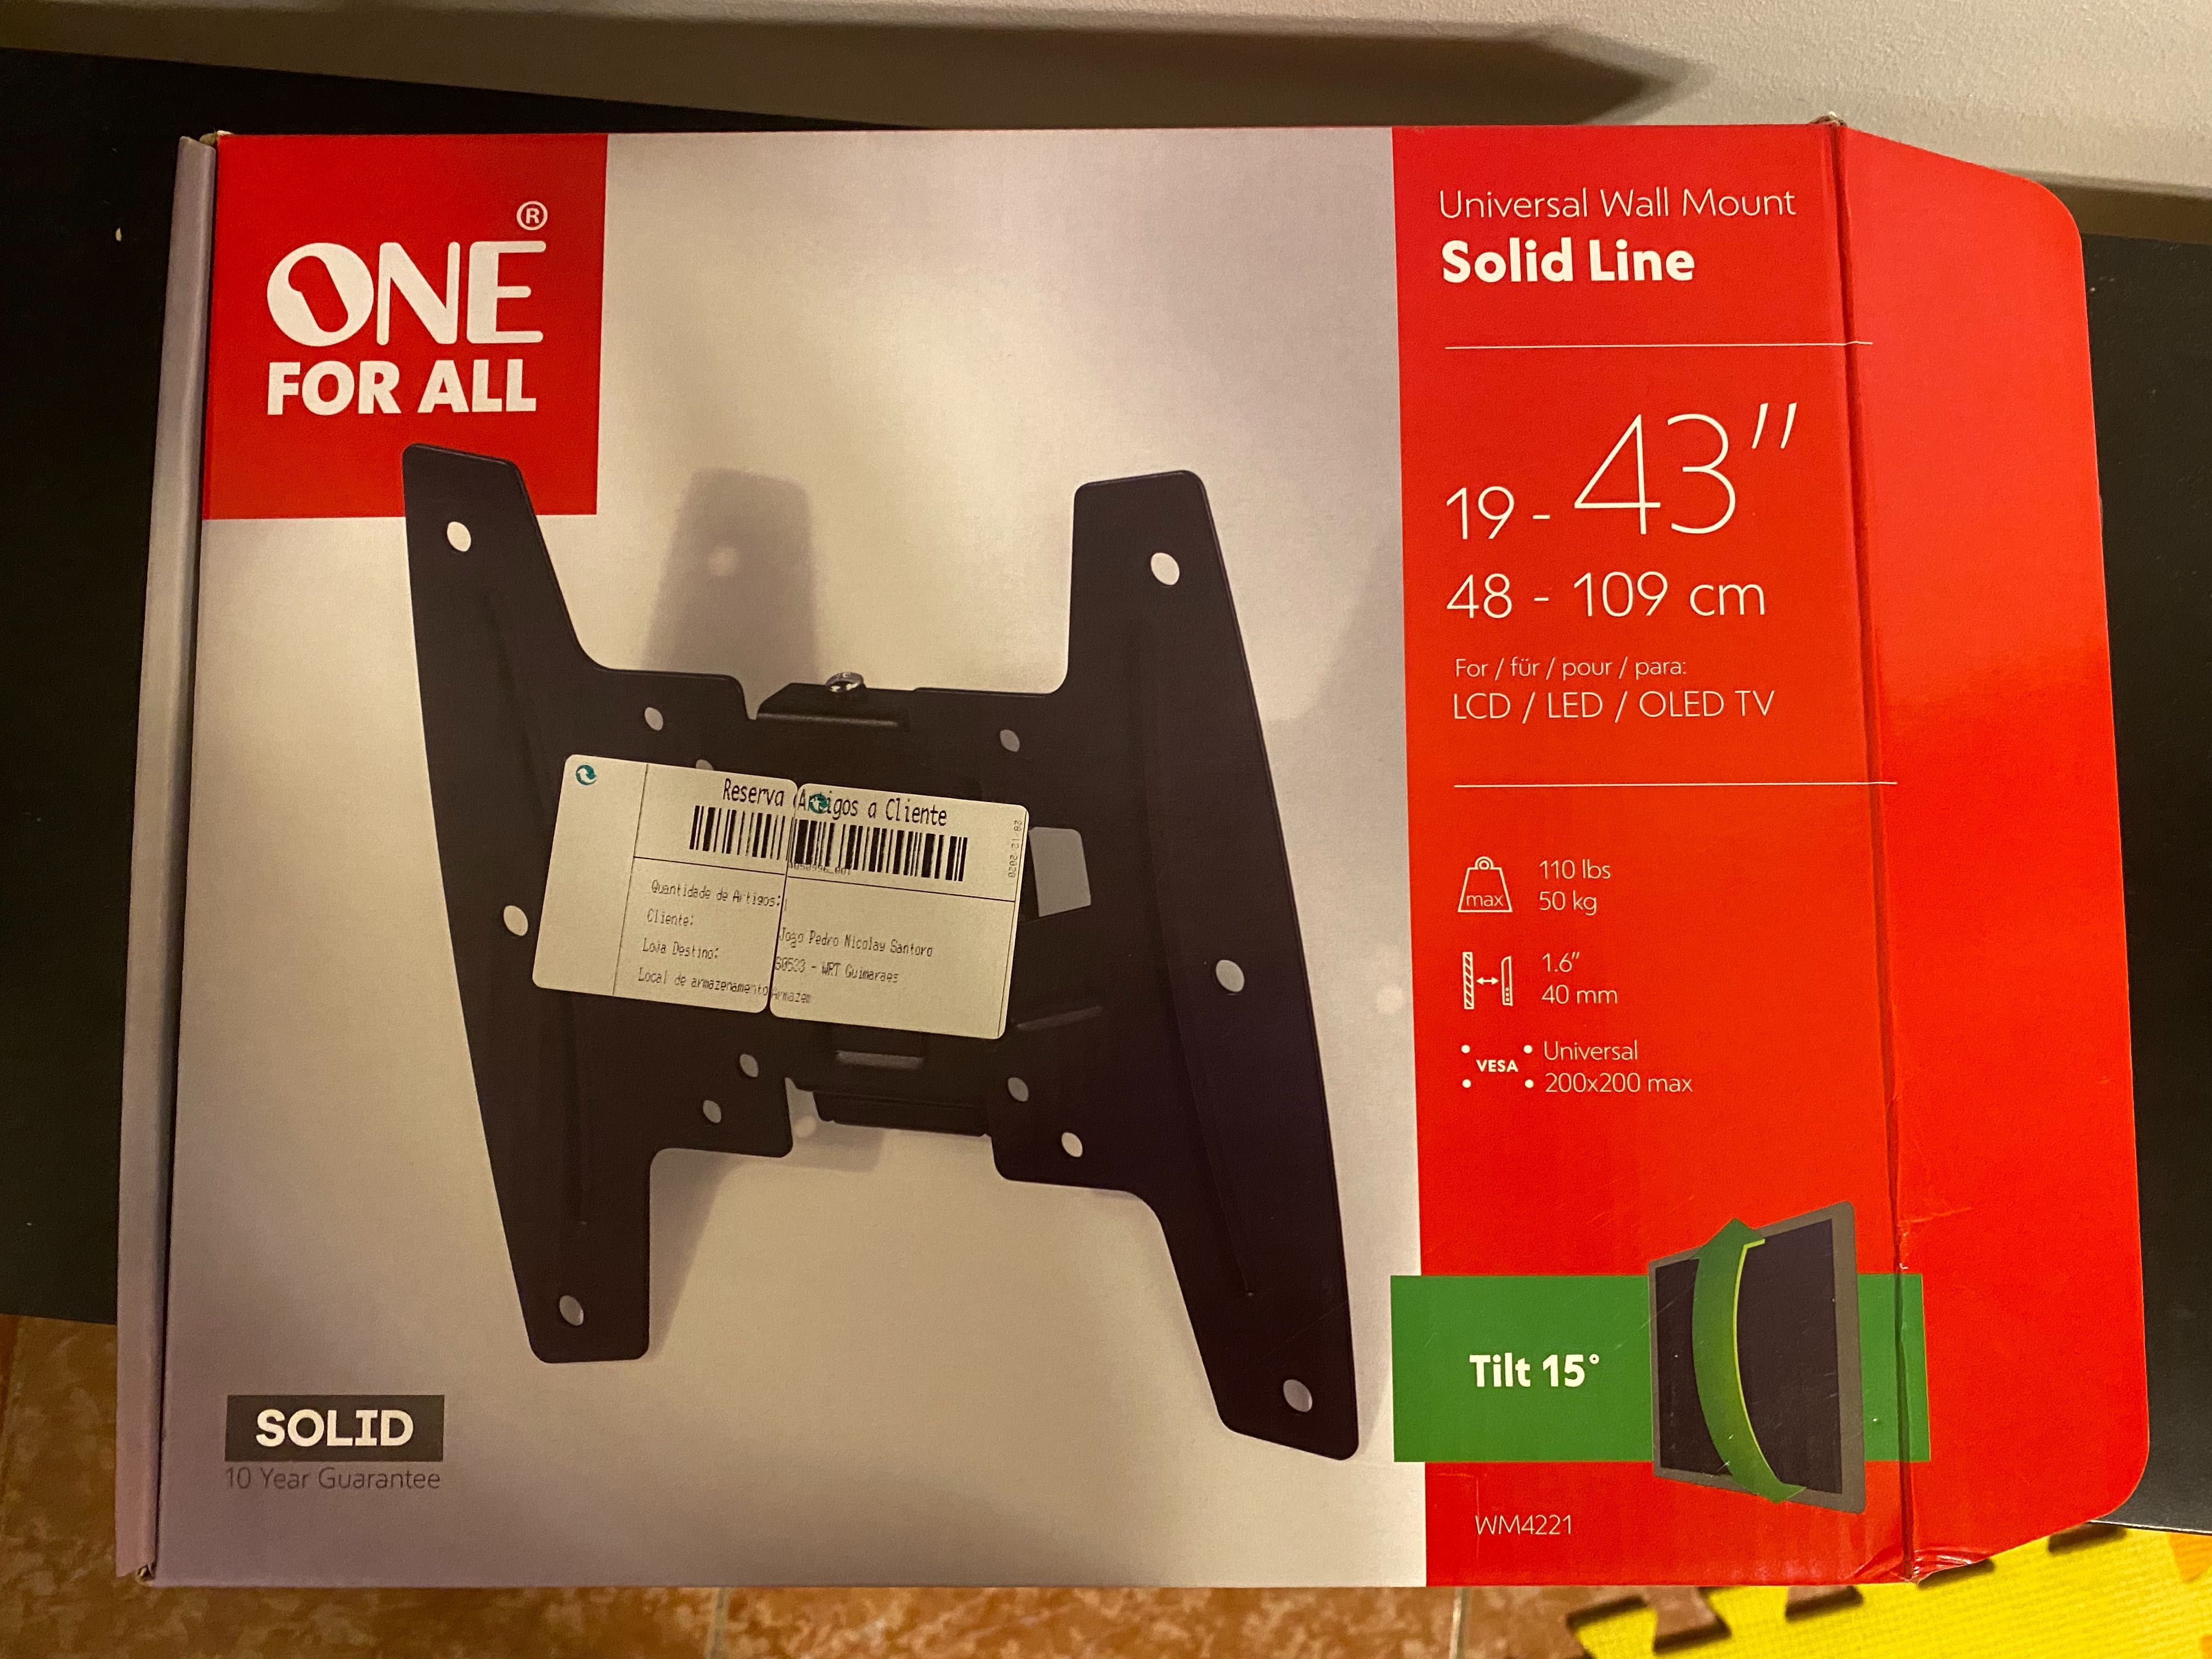 ONE®
FOR ALL
Universal Wall Mount
Solid Line
19 - 43”
48 - 109 cm
For / für / pour / para:
LCD / LED / OLED TV
Reserva Artigos a Cliente
28/12/2020
Quantidade de Artigos: 1
Cliente: João Pedro Nicolay Santoro
Loja Destino: S0533 - WRT Guimaraes
Local de armazenamento Armazem
max
110 lbs
50 kg
1.6”
40 mm
VESA
Universal
200x200 max
Tilt 15°
SOLID
10 Year Guarantee
WM4221